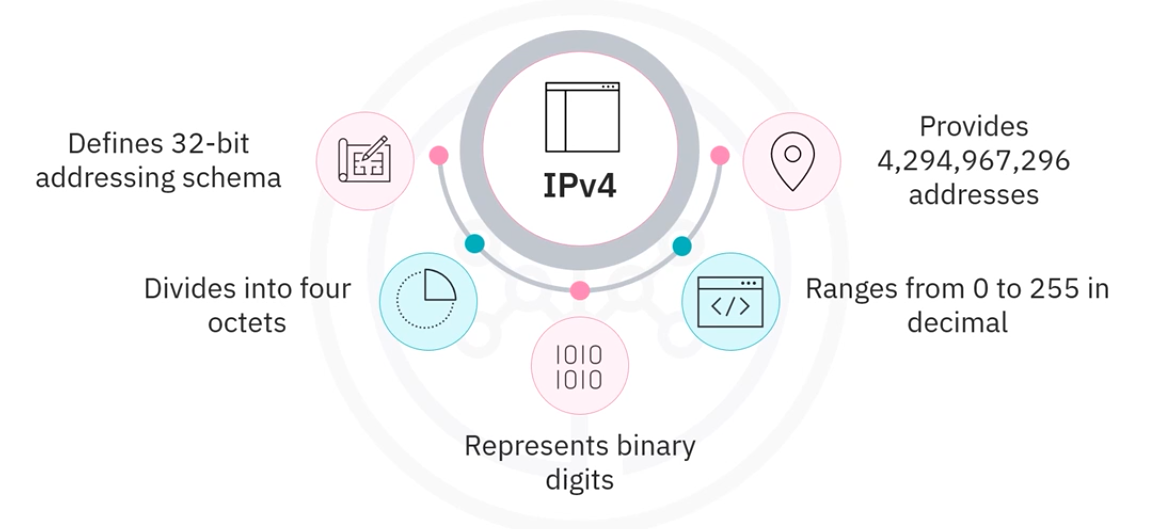 IPv4
Defines 32-bit
addressing schema
Divides into four
octets
1010
1010
Represents binary
digits
Ranges from 0 to 255 in
decimal
Provides
4,294,967,296
addresses